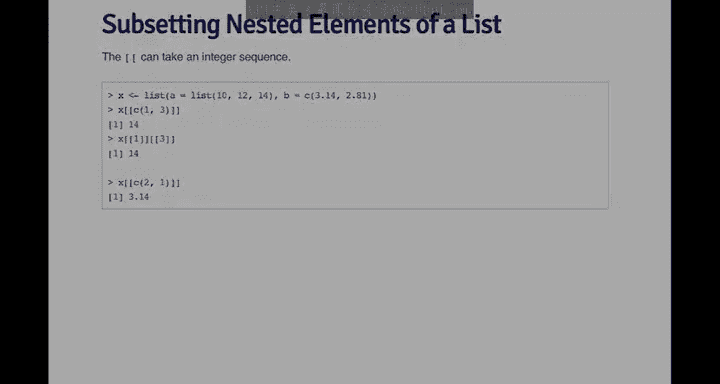 Subsetting Nested Elements of a List
The [[ can take an integer sequence.
> x <- list(a = list(10, 12, 14), b = c(3.14, 2.81))
> x[[c(1, 3)]]
[1] 14
> x[[1]][[3]]
[1] 14
> x[[c(2, 1)]]
[1] 3.14